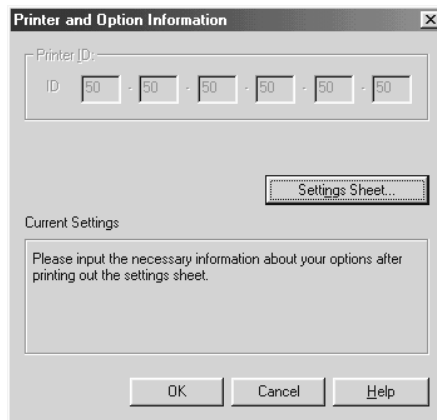 Printer and Option Information
Printer ID:
ID 50 - 50 - 50 - 50 - 50 - 50
Settings Sheet...
Current Settings
Please input the necessary information about your options after
printing out the settings sheet.
OK Cancel Help